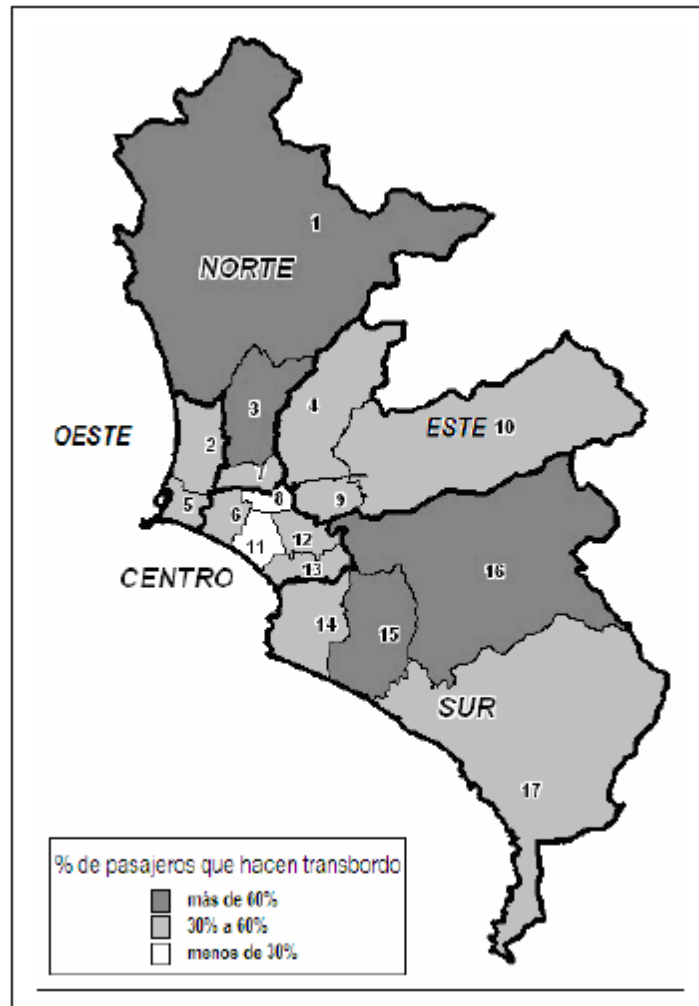 1
NORTE
3
4
OESTE
2
ESTE 10
7
8
9
5
6
12
11
CENTRO
13
16
14
15
SUR
17
% de pasajeros que hacen transbordo
más de 60%
30% a 60%
menos de 30%